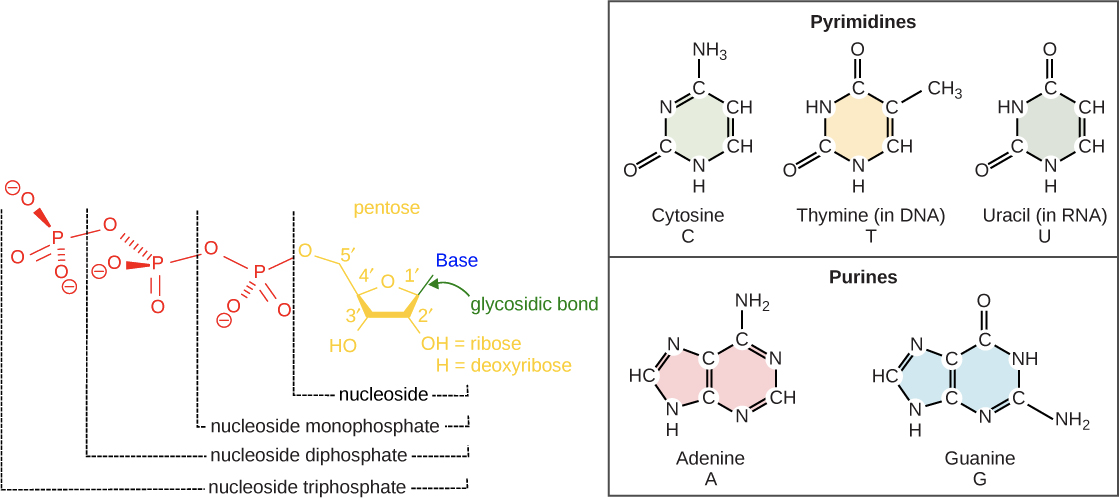 pentose
O
O
O
O
O
P
P
P
O
O
O
O
O
5′
4′
O
1′
Base
glycosidic bond
3′
2′
HO
OH = ribose
H = deoxyribose
nucleoside
nucleoside monophosphate
nucleoside diphosphate
nucleoside triphosphate
Pyrimidines
NH3
N
C
CH
C
CH
O
N
H
Cytosine
C
O
C
CH3
HN
C
C
CH
O
N
H
Thymine (in DNA)
T
O
C
HN
CH
C
CH
O
N
H
Uracil (in RNA)
U
Purines
NH2
C
N
C
N
HC
C
CH
N
N
H
Adenine
A
O
C
N
C
NH
HC
C
C
N
N
H
NH2
Guanine
G